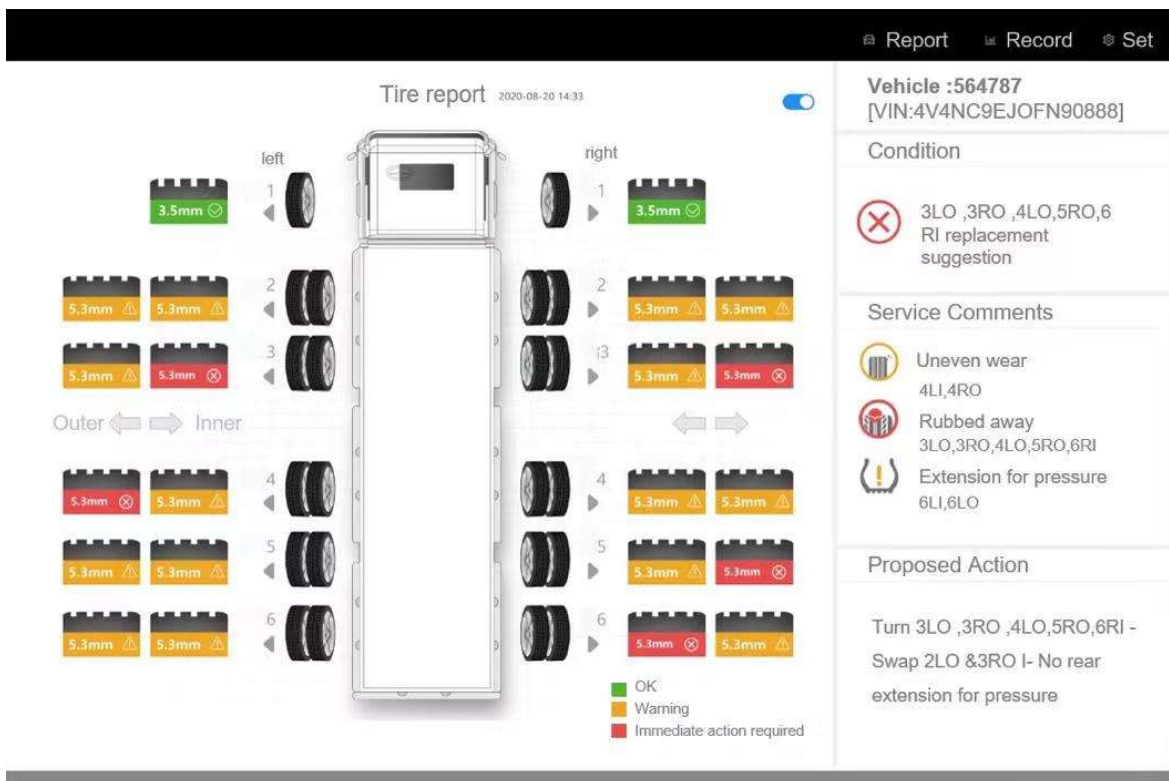 Report Record Set
Tire report 2020-08-20 14:33
left right
1 1
3.5mm 3.5mm
2 2
5.3mm 5.3mm 5.3mm 5.3mm
3 3
5.3mm 5.3mm 5.3mm 5.3mm
Outer Inner
4 4
5.3mm 5.3mm 5.3mm 5.3mm
5 5
5.3mm 5.3mm 5.3mm 5.3mm
6 6
5.3mm 5.3mm 5.3mm 5.3mm
OK
Warning
Immediate action required
Vehicle :564787
[VIN:4V4NC9EJOFN90888]
Condition
3LO ,3RO ,4LO,5RO,6
RI replacement
suggestion
Service Comments
Uneven wear
4LI,4RO
Rubbed away
3LO,3RO,4LO,5RO,6RI
Extension for pressure
6LI,6LO
Proposed Action
Turn 3LO ,3RO ,4LO,5RO,6RI -
Swap 2LO &3RO I- No rear
extension for pressure